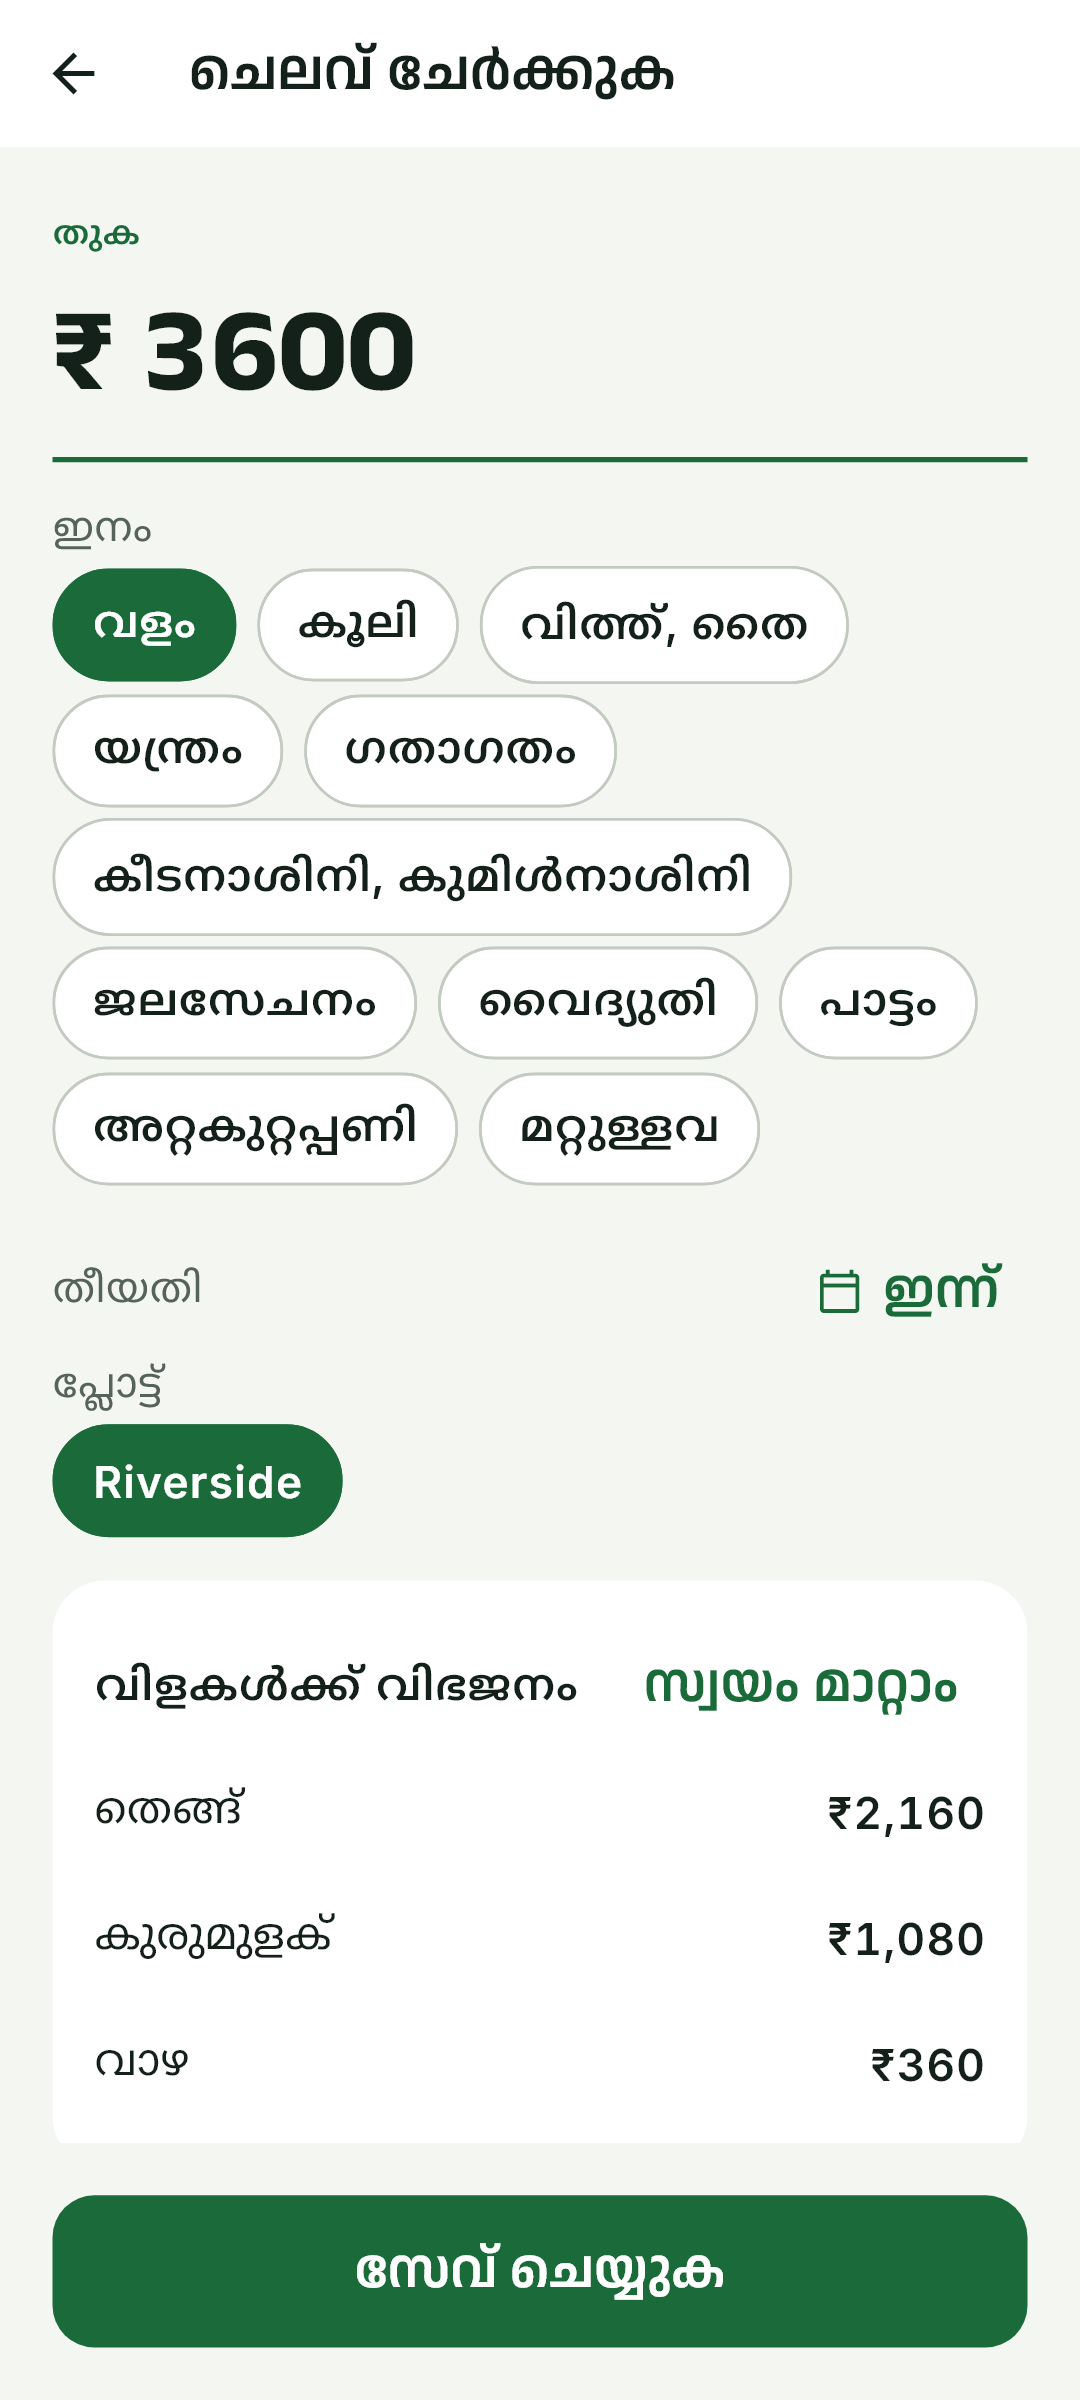 ചെലവ് ചേർക്കുക
തുക
₹ 3600
ഇനം
വളം കൂലി വിത്ത്, തൈ
യന്ത്രം ഗതാഗതം
കീടനാശിനി, കുമിൾനാശിനി
ജലസേചനം വൈദ്യുതി പാട്ടം
അറ്റകുറ്റപ്പണി മറ്റുള്ളവ
തീയതി ഇന്ന്
പ്ലോട്ട്
Riverside
വിളകൾക്ക് വിഭജനം സ്വയം മാറ്റാം
തെങ്ങ് ₹2,160
കുരുമുളക് ₹1,080
വാഴ ₹360
സേവ് ചെയ്യുക